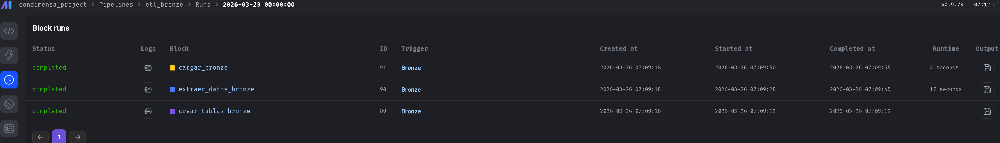 condimensa_project > Pipelines > etl_bronze > Runs > 2026-03-23 00:00:00 v0.9.79 07:12 UT
Block runs
Status Logs Block ID Trigger Created at Started at Completed at Runtime Output
completed cargar_bronze 91 Bronze 2026-03-26 07:09:18 2026-03-26 07:09:50 2026-03-26 07:09:55 4 seconds
completed extraer_datos_bronze 90 Bronze 2026-03-26 07:09:18 2026-03-26 07:09:28 2026-03-26 07:09:45 17 seconds
completed crear_tablas_bronze 89 Bronze 2026-03-26 07:09:18 2026-03-26 07:09:19 2026-03-26 07:09:19 -
1